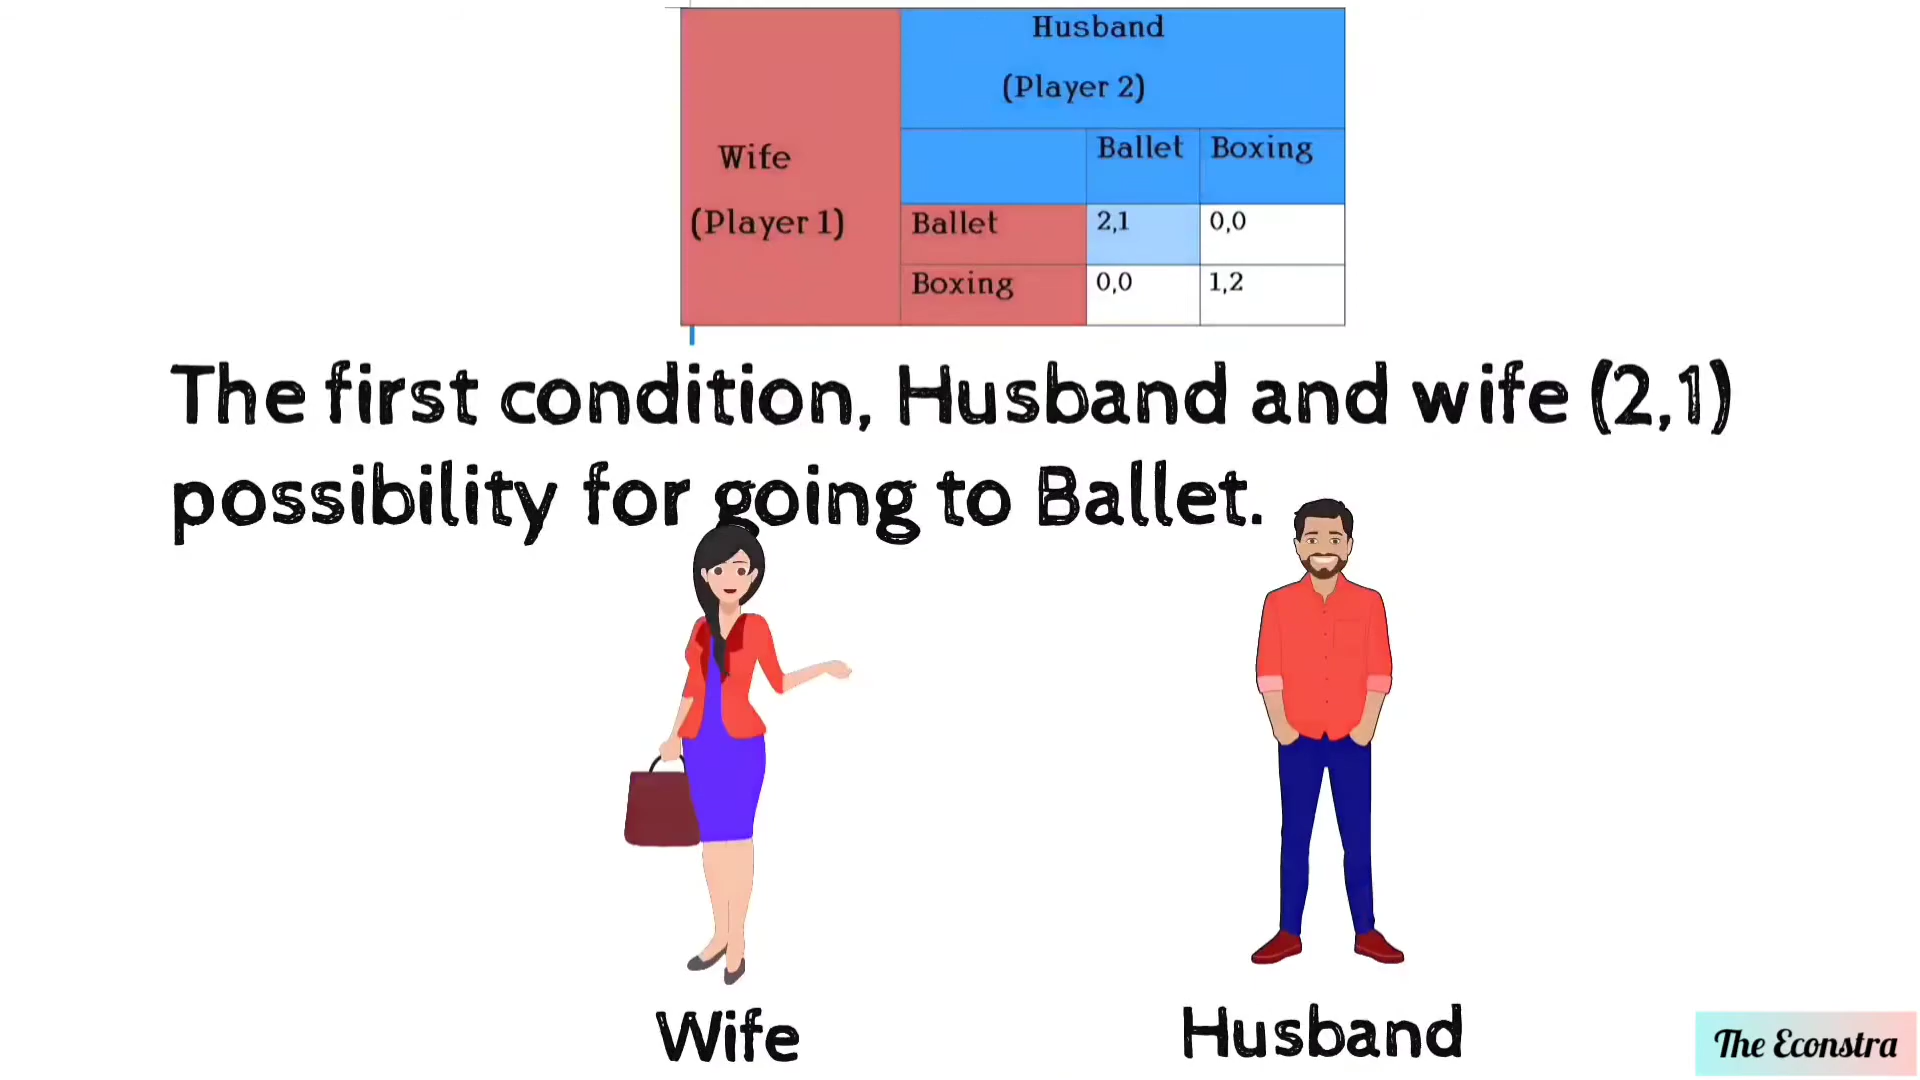 Husband
(Player 2)
Wife
(Player 1)
Ballet Boxing
Ballet 2,1 0,0
Boxing 0,0 1,2
The first condition, Husband and wife (2,1)
possibility for going to Ballet.
Wife Husband
The Econstra